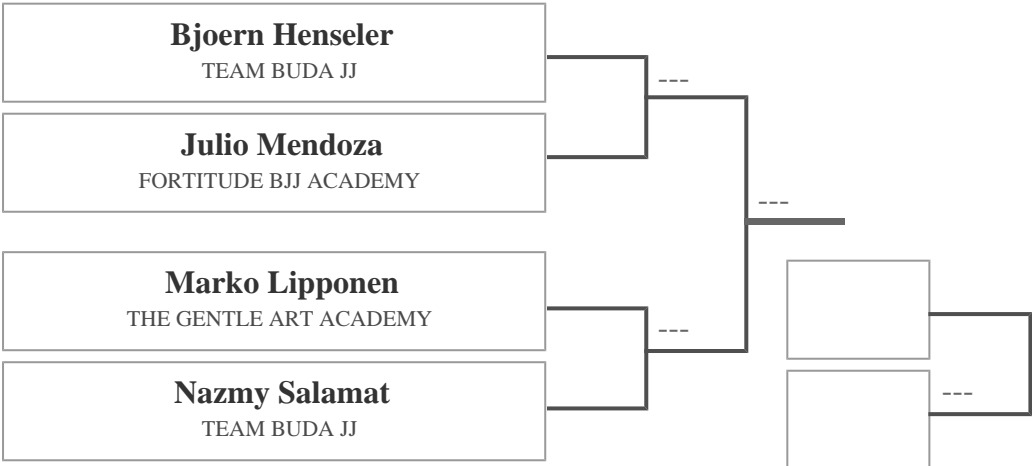 Bjoern Henseler
TEAM BUDA JJ
---
Julio Mendoza
FORTITUDE BJJ ACADEMY
---
Marko Lipponen
THE GENTLE ART ACADEMY
---
Nazmy Salamat
TEAM BUDA JJ
---